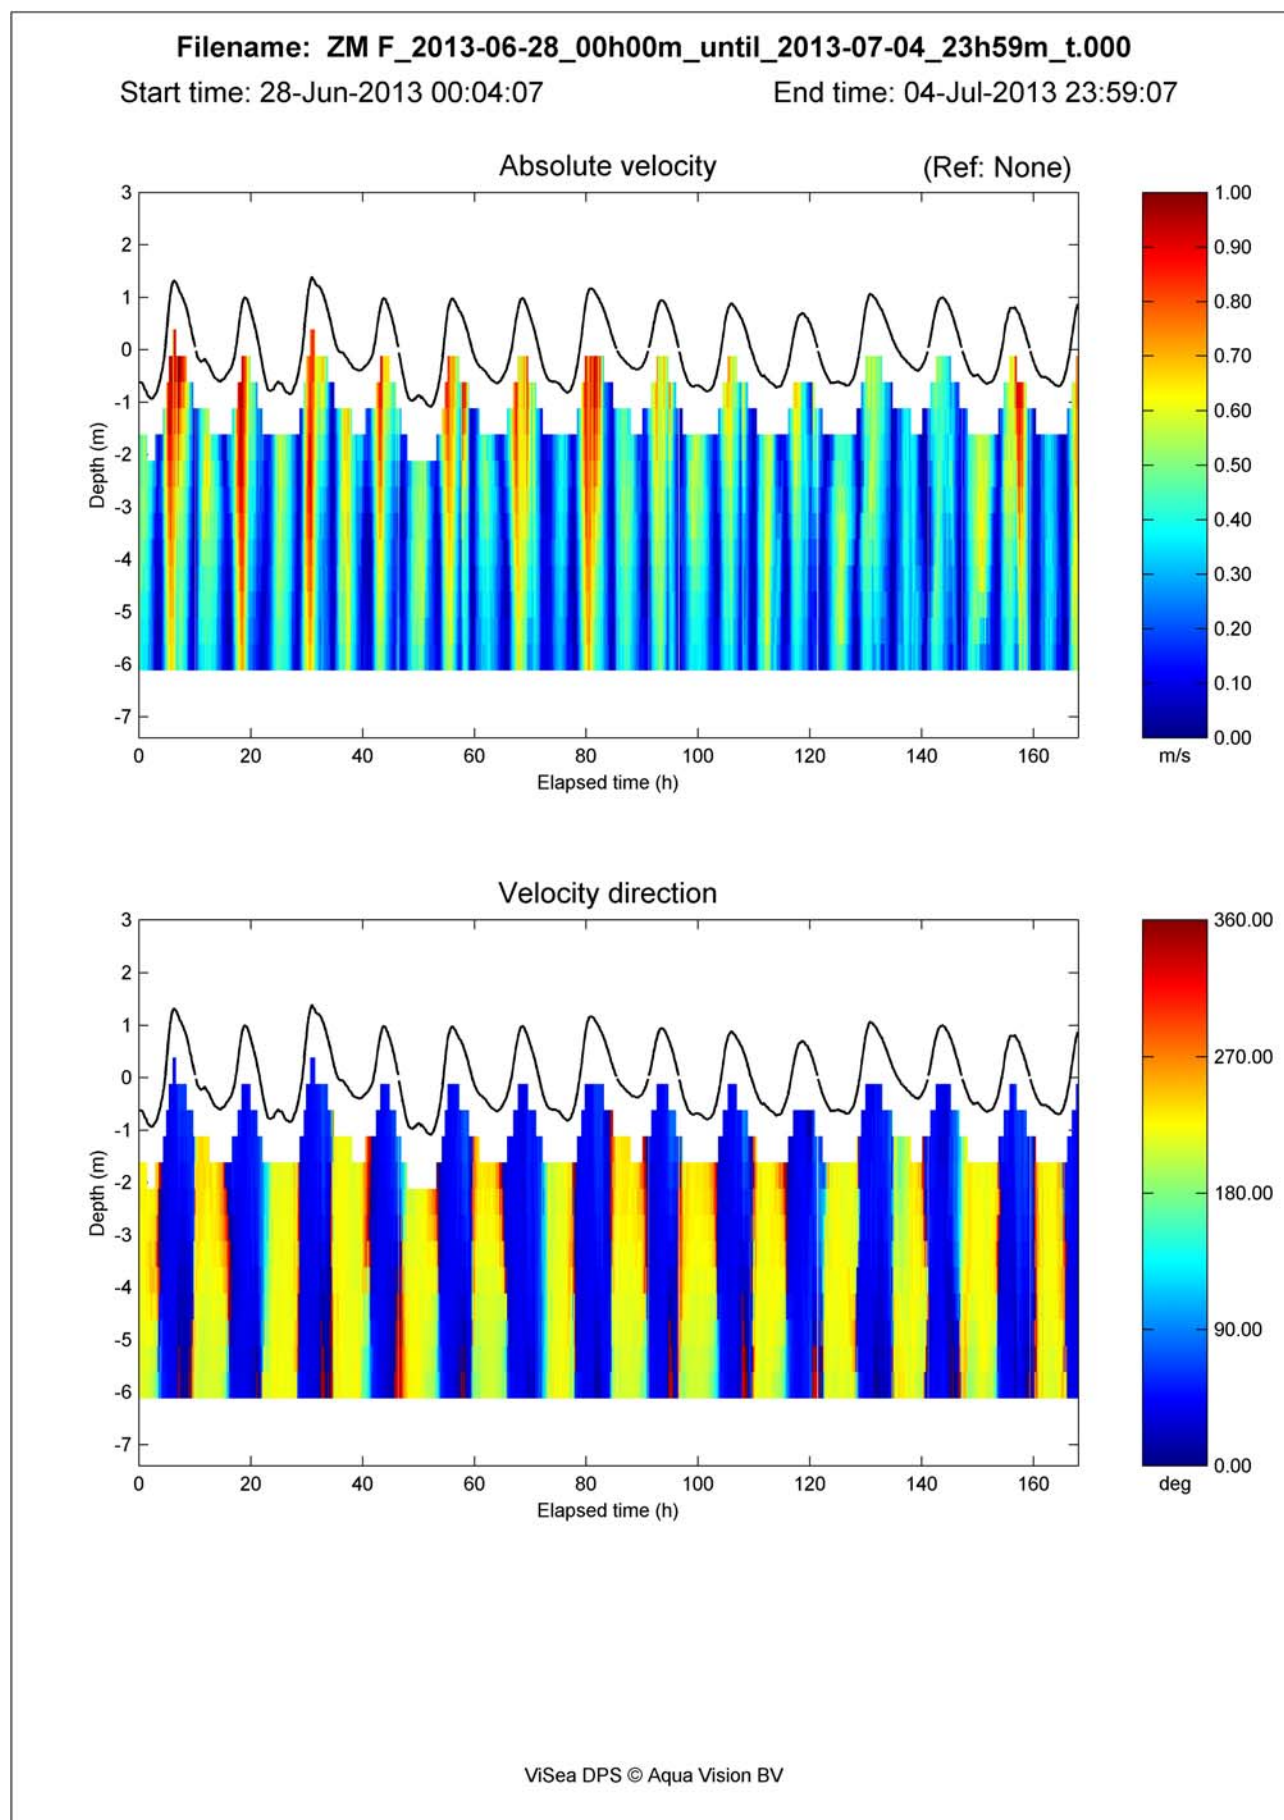 Filename: ZM F_2013-06-28_00h00m_until_2013-07-04_23h59m_t.000
Start time: 28-Jun-2013 00:04:07 End time: 04-Jul-2013 23:59:07
Absolute velocity (Ref: None)
3
2
1
0
-1
-2
-3
-4
-5
-6
-7
Depth (m)
0 20 40 60 80 100 120 140 160
Elapsed time (h)
1.00
0.90
0.80
0.70
0.60
0.50
0.40
0.30
0.20
0.10
0.00
m/s
Velocity direction
3
2
1
0
-1
-2
-3
-4
-5
-6
-7
Depth (m)
0 20 40 60 80 100 120 140 160
Elapsed time (h)
360.00
270.00
180.00
90.00
0.00
deg
ViSea DPS © Aqua Vision BV